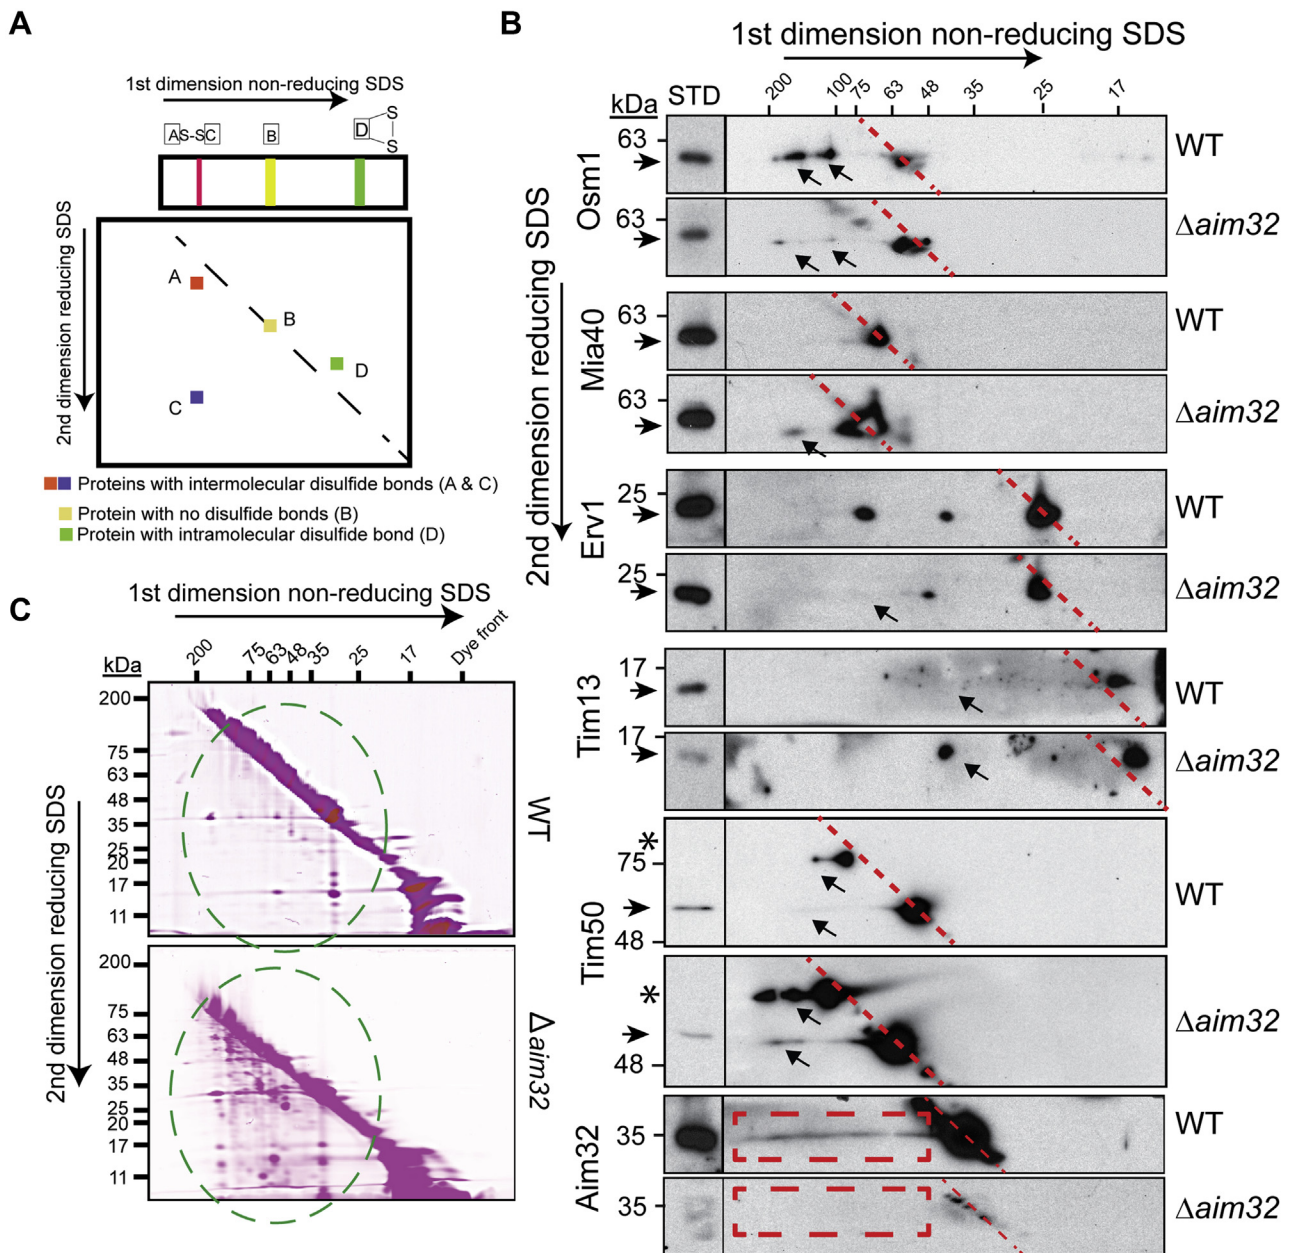 A
1st dimension non-reducing SDS
AS-SC
B
D
S
S
2nd dimension reducing SDS
A
B
D
C
Proteins with intermolecular disulfide bonds (A & C)
Protein with no disulfide bonds (B)
Protein with intramolecular disulfide bond (D)
B
1st dimension non-reducing SDS
kDa
STD
200
100
75
63
48
35
25
17
2nd dimension reducing SDS
Osm1
63
WT
63
Δaim32
Mia40
63
WT
63
Δaim32
Erv1
25
WT
25
Δaim32
Tim13
17
WT
17
Δaim32
Tim50
*
75
48
WT
*
48
Δaim32
Aim32
35
WT
35
Δaim32
C
1st dimension non-reducing SDS
kDa
200
75
63
48
35
25
17
Dye front
2nd dimension reducing SDS
200
75
63
48
35
25
20
17
11
WT
200
75
63
48
35
25
20
17
11
Δaim32